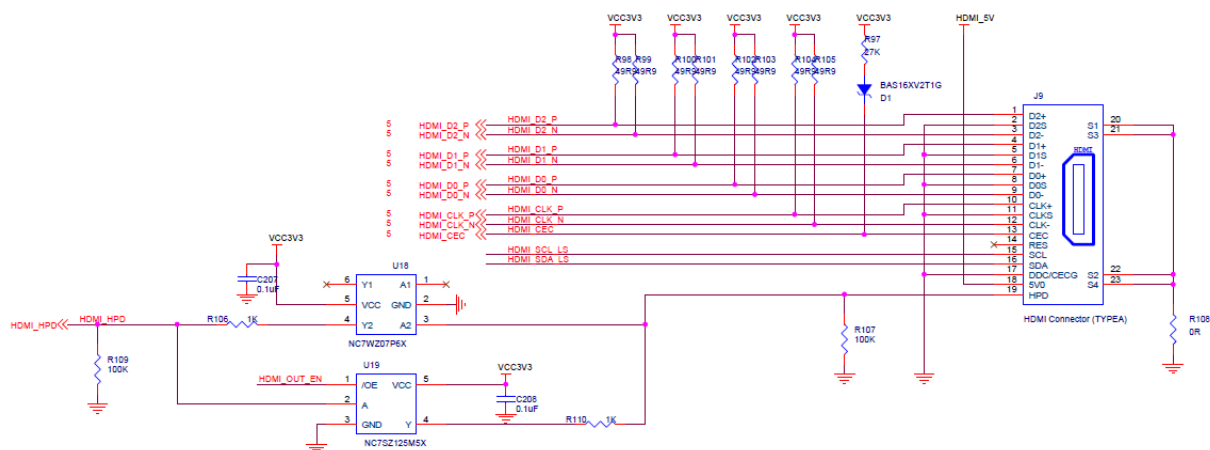 VCC3V3 VCC3V3 VCC3V3 VCC3V3 VCC3V3 HDMI_5V
R98 R99 R100 R101 R102 R103 R104 R105 R97
49R9 49R9 49R9 49R9 49R9 49R9 49R9 49R9 27K
BAS16XV2T1G
D1
J9
5 HDMI_D2_P HDMI_D2_P
5 HDMI_D2_N HDMI_D2_N
5 HDMI_D1_P HDMI_D1_P
5 HDMI_D1_N HDMI_D1_N
5 HDMI_D0_P HDMI_D0_P
5 HDMI_D0_N HDMI_D0_N
5 HDMI_CLK_P HDMI_CLK_P
5 HDMI_CLK_N HDMI_CLK_N
5 HDMI_CEC HDMI_CEC
HDMI_SCL_LS
HDMI_SDA_LS
1 D2+
2 D2S S1 20
3 D2- S3 21
4 D1+
5 D1S HDMI
6 D1-
7 D0+
8 D0S
9 D0-
10 CLK+
11 CLKS
12 CLK-
13 CEC
14 RES
15 SCL
16 SDA
17 DDC/CECG S2 22
18 5V0 S4 23
19 HPD
HDMI Connector (TYPEA)
R108
0R
R107
100K
VCC3V3
C207
0.1uF
U18
6 Y1 A1 1
5 VCC GND 2
4 Y2 A2 3
NC7WZ07P6X
R106 1K
HDMI_HPD HDMI_HPD
R109
100K
U19
HDMI_OUT_EN
1 /OE VCC 5
2 A
3 GND Y 4
NC7SZ125M5X
VCC3V3
C208
0.1uF
R110 1K